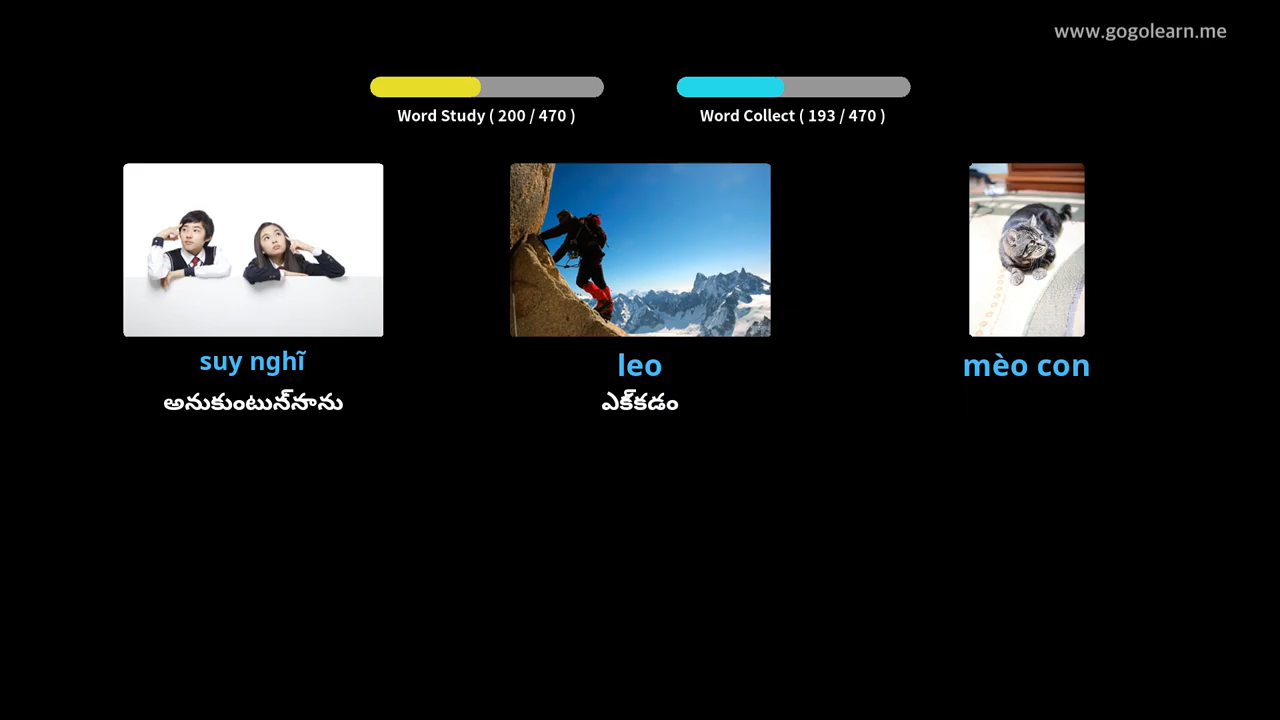 www.gogolearn.me
Word Study ( 200 / 470 )
Word Collect ( 193 / 470 )
suy nghĩ
leo
mèo con
అనుకుంటున్నాను
ఎక్కడం